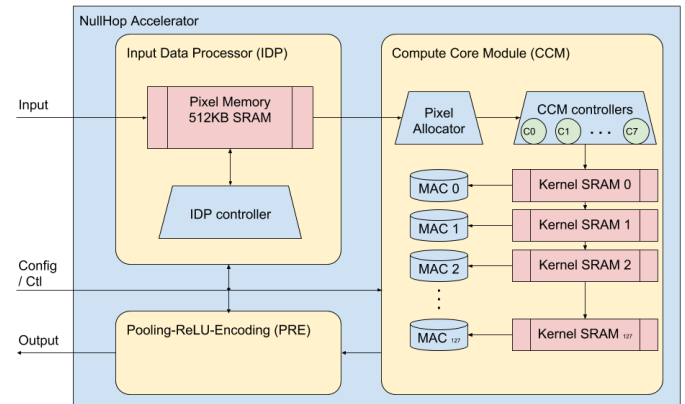 NullHop Accelerator
Input Data Processor (IDP)
Compute Core Module (CCM)
Input
Pixel Memory
512KB SRAM
Pixel
Allocator
CCM controllers
C0 C1 . . . C7
IDP controller
MAC 0
Kernel SRAM 0
MAC 1
Kernel SRAM 1
MAC 2
Kernel SRAM 2
Config
/ Ctl
Output
Pooling-ReLU-Encoding (PRE)
MAC 127
Kernel SRAM 127